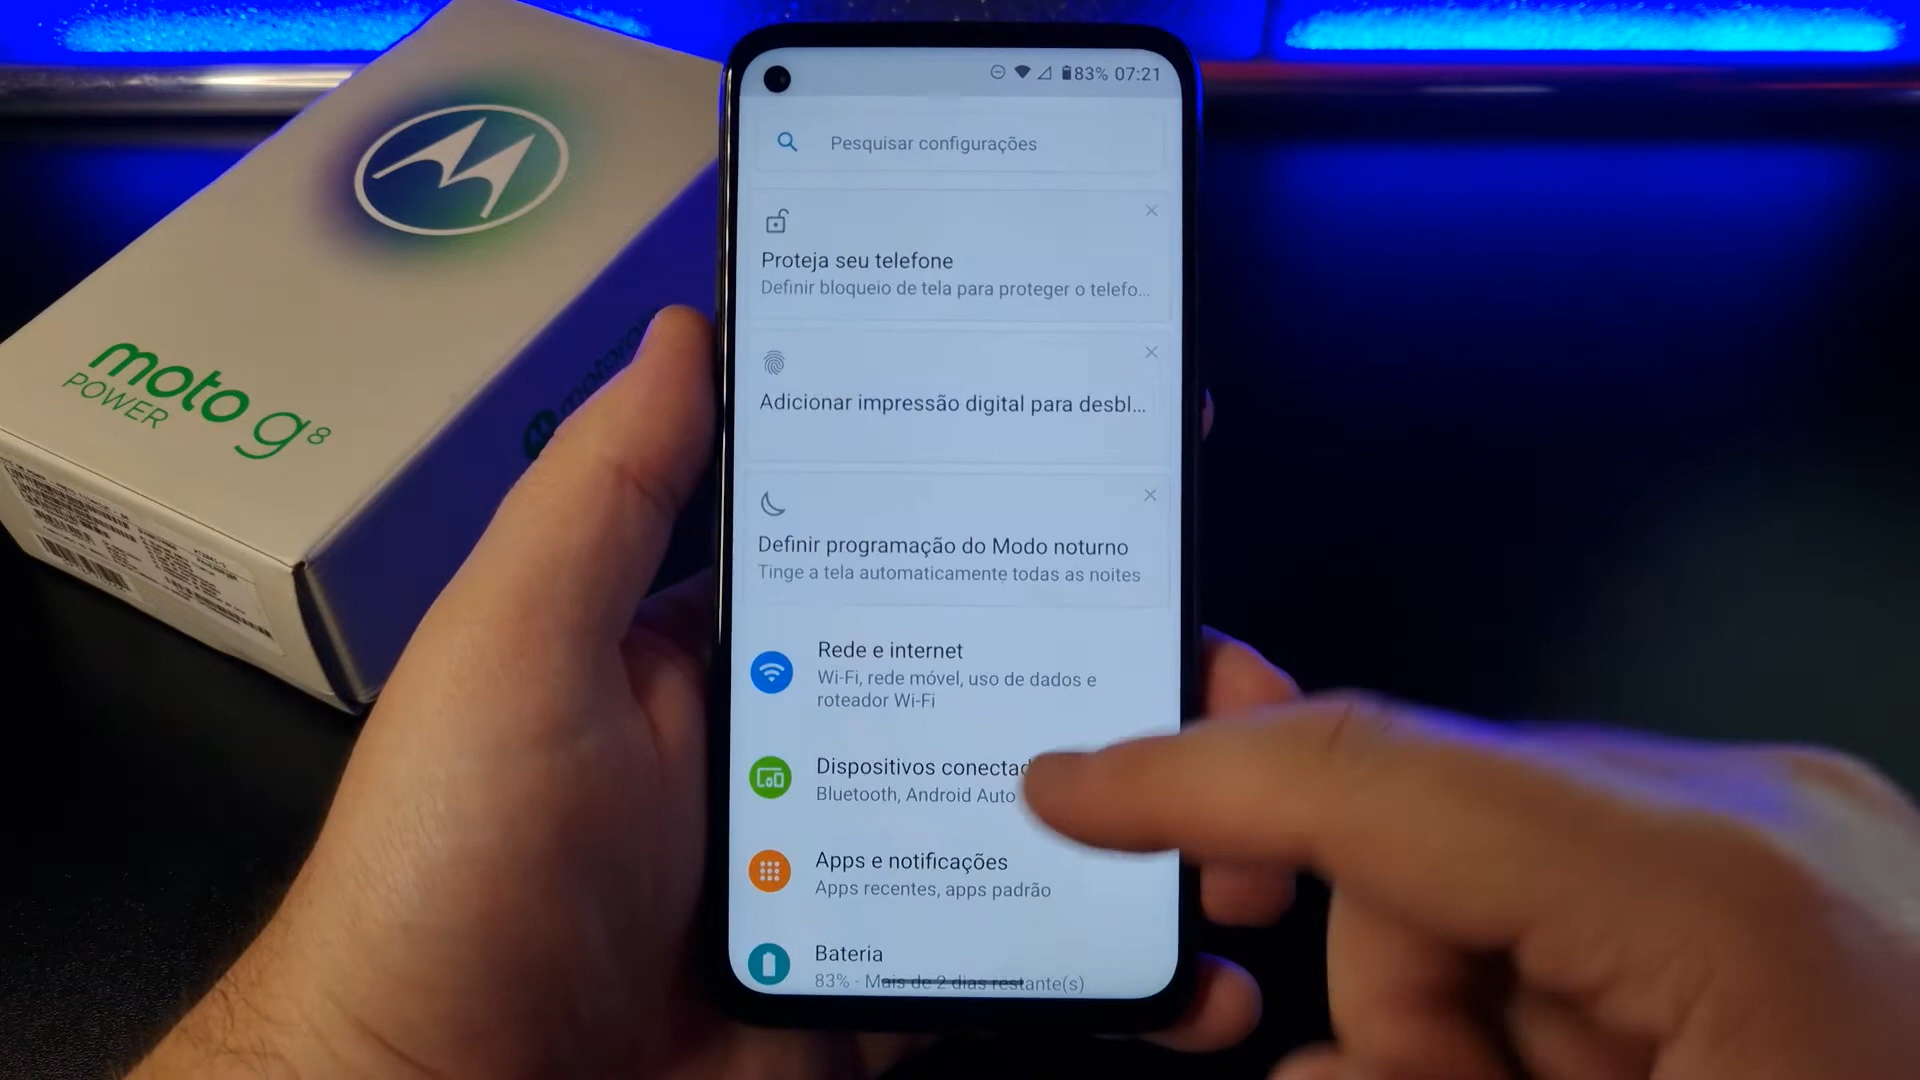 83% 07:21
Pesquisar configurações
Proteja seu telefone
Definir bloqueio de tela para proteger o telefo...
Adicionar impressão digital para desbl...
Definir programação do Modo noturno
Tinge a tela automaticamente todas as noites
Rede e internet
Wi-Fi, rede móvel, uso de dados e
roteador Wi-Fi
Dispositivos conectad
Bluetooth, Android Auto
Apps e notificações
Apps recentes, apps padrão
Bateria
83% - Mais de 2 dias restante(s)
moto g8
POWER
motorola